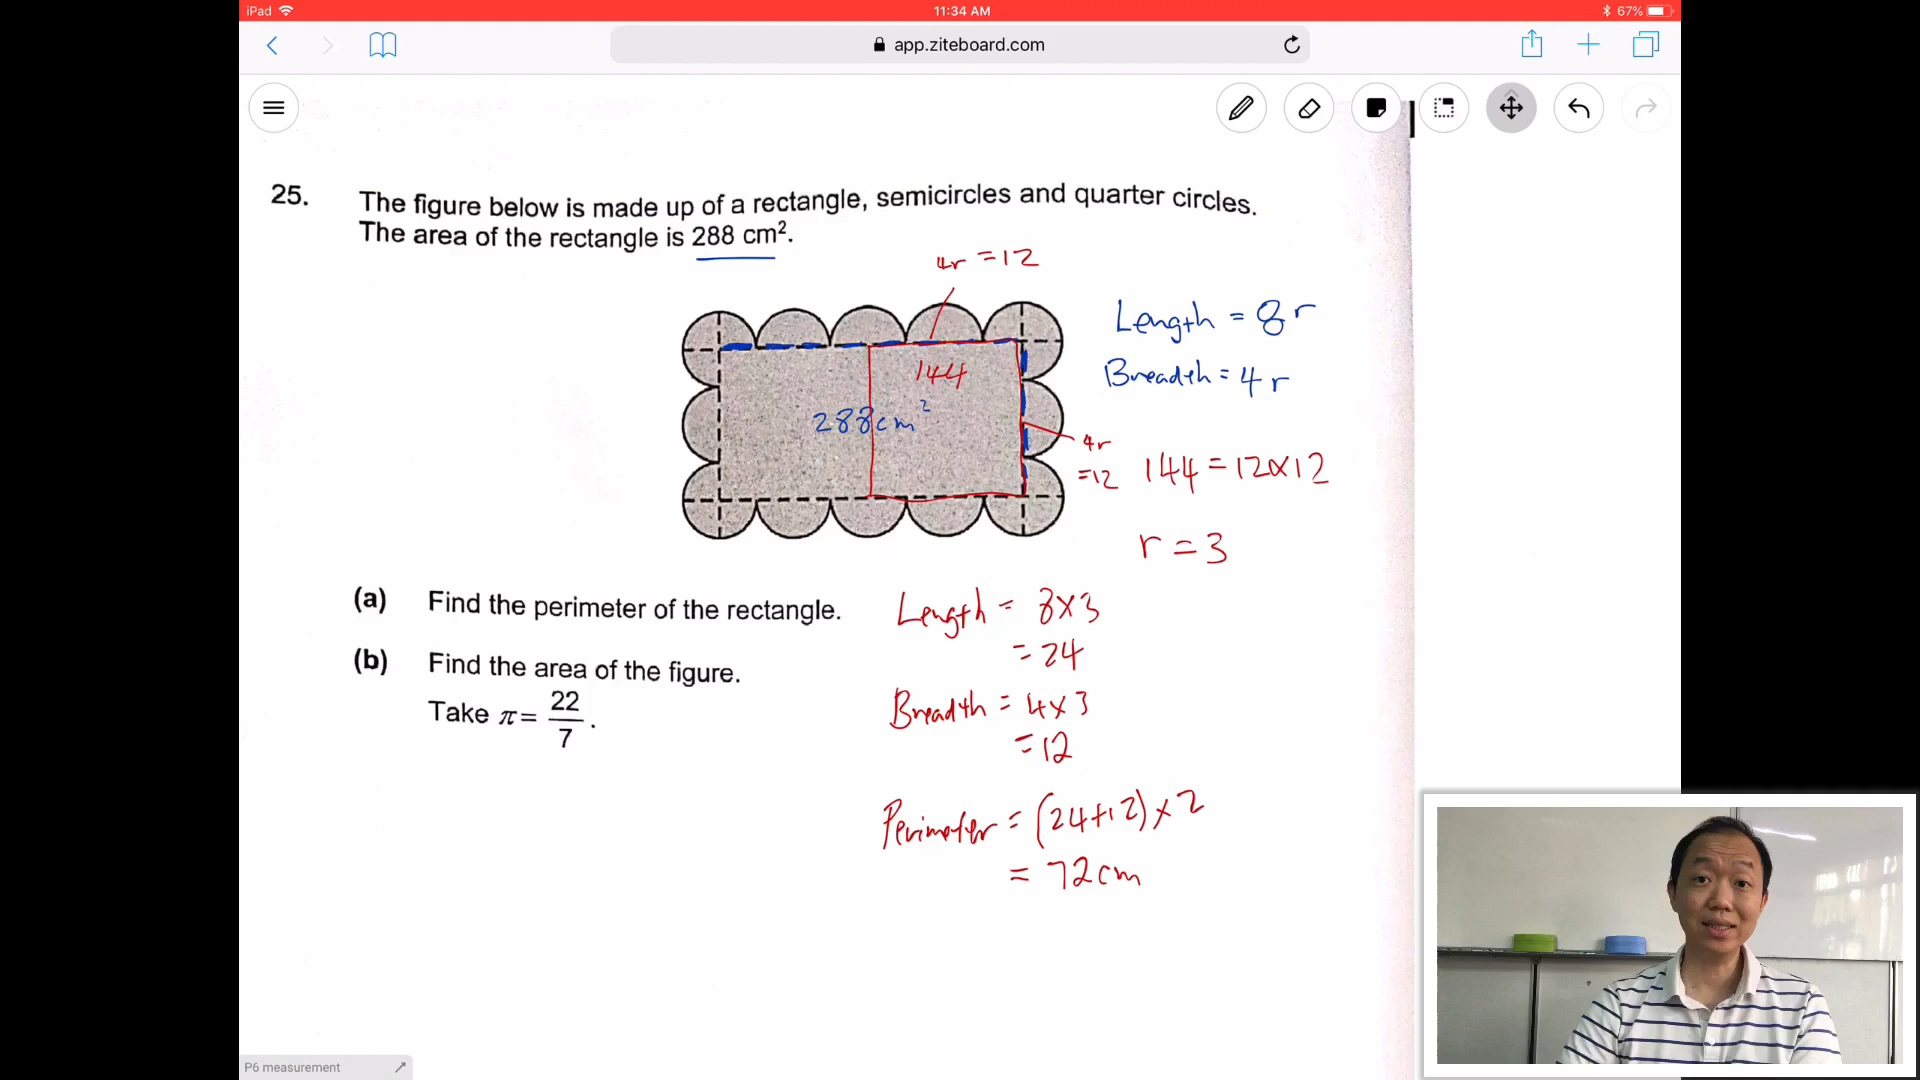 iPad
11:34 AM
67%
app.ziteboard.com
25. The figure below is made up of a rectangle, semicircles and quarter circles.
The area of the rectangle is 288 cm².
4r = 12
144
288cm²
4r
=12
Length = 8r
Breadth = 4r
144 = 12x12
r = 3
(a) Find the perimeter of the rectangle.
(b) Find the area of the figure.
Take π = 22/7.
Length = 8x3
= 24
Breadth = 4x3
= 12
Perimeter = (24+12) x 2
= 72cm
P6 measurement